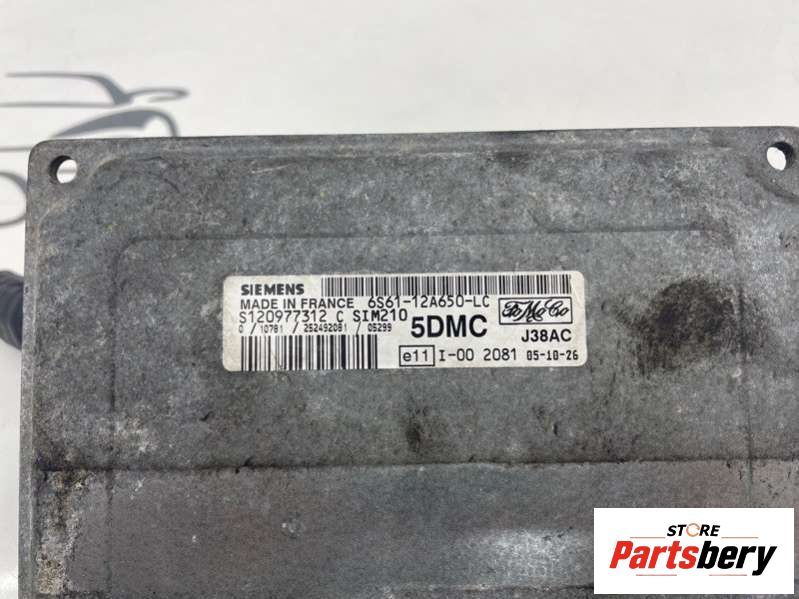 SIEMENS
MADE IN FRANCE 6S61-12A650-LC
S120977312 C SIM210
0 / 10781 / 252492081 / 05299
5DMC
FoMoCo
J38AC
e11 I-00 2081 05-10-26
STORE
Partsbery